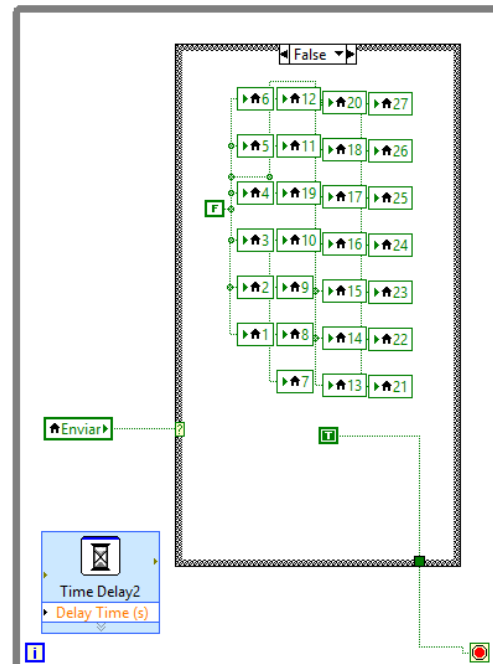 False
6 12 20 27
5 11 18 26
F
4 19 17 25
3 10 16 24
2 9 15 23
1 8 14 22
7 13 21
Enviar
?
T
Time Delay2
Delay Time (s)
i